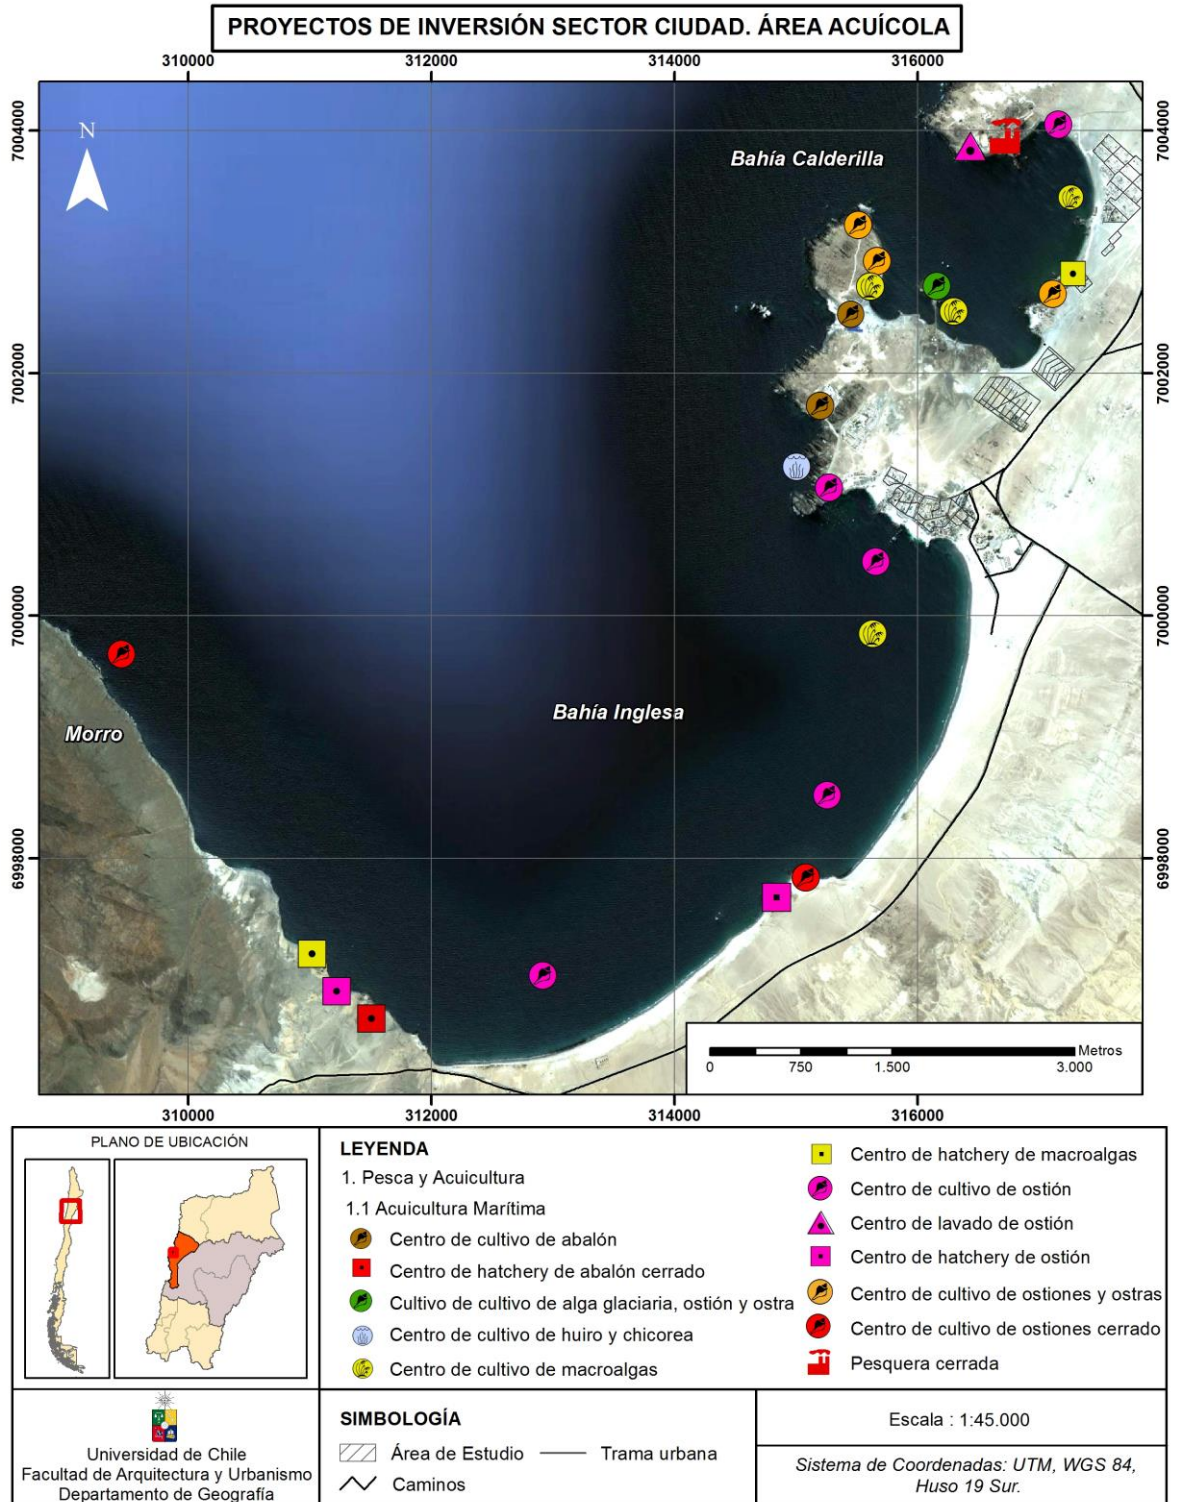 PROYECTOS DE INVERSIÓN SECTOR CIUDAD. ÁREA ACUÍCOLA
310000 312000 314000 316000
7004000 7004000
7002000 7002000
7000000 7000000
6998000 6998000
N
Bahía Calderilla
Bahía Inglesa
Morro
Metros
0 750 1.500 3.000
310000 312000 314000 316000
PLANO DE UBICACIÓN
LEYENDA
1. Pesca y Acuicultura
1.1 Acuicultura Marítima
Centro de cultivo de abalón
Centro de hatchery de abalón cerrado
Cultivo de cultivo de alga glaciaria, ostión y ostra
Centro de cultivo de huiro y chicorea
Centro de cultivo de macroalgas
Centro de hatchery de macroalgas
Centro de cultivo de ostión
Centro de lavado de ostión
Centro de hatchery de ostión
Centro de cultivo de ostiones y ostras
Centro de cultivo de ostiones cerrado
Pesquera cerrada
Universidad de Chile
Facultad de Arquitectura y Urbanismo
Departamento de Geografía
SIMBOLOGÍA
Área de Estudio
Trama urbana
Caminos
Escala : 1:45.000
Sistema de Coordenadas: UTM, WGS 84,
Huso 19 Sur.